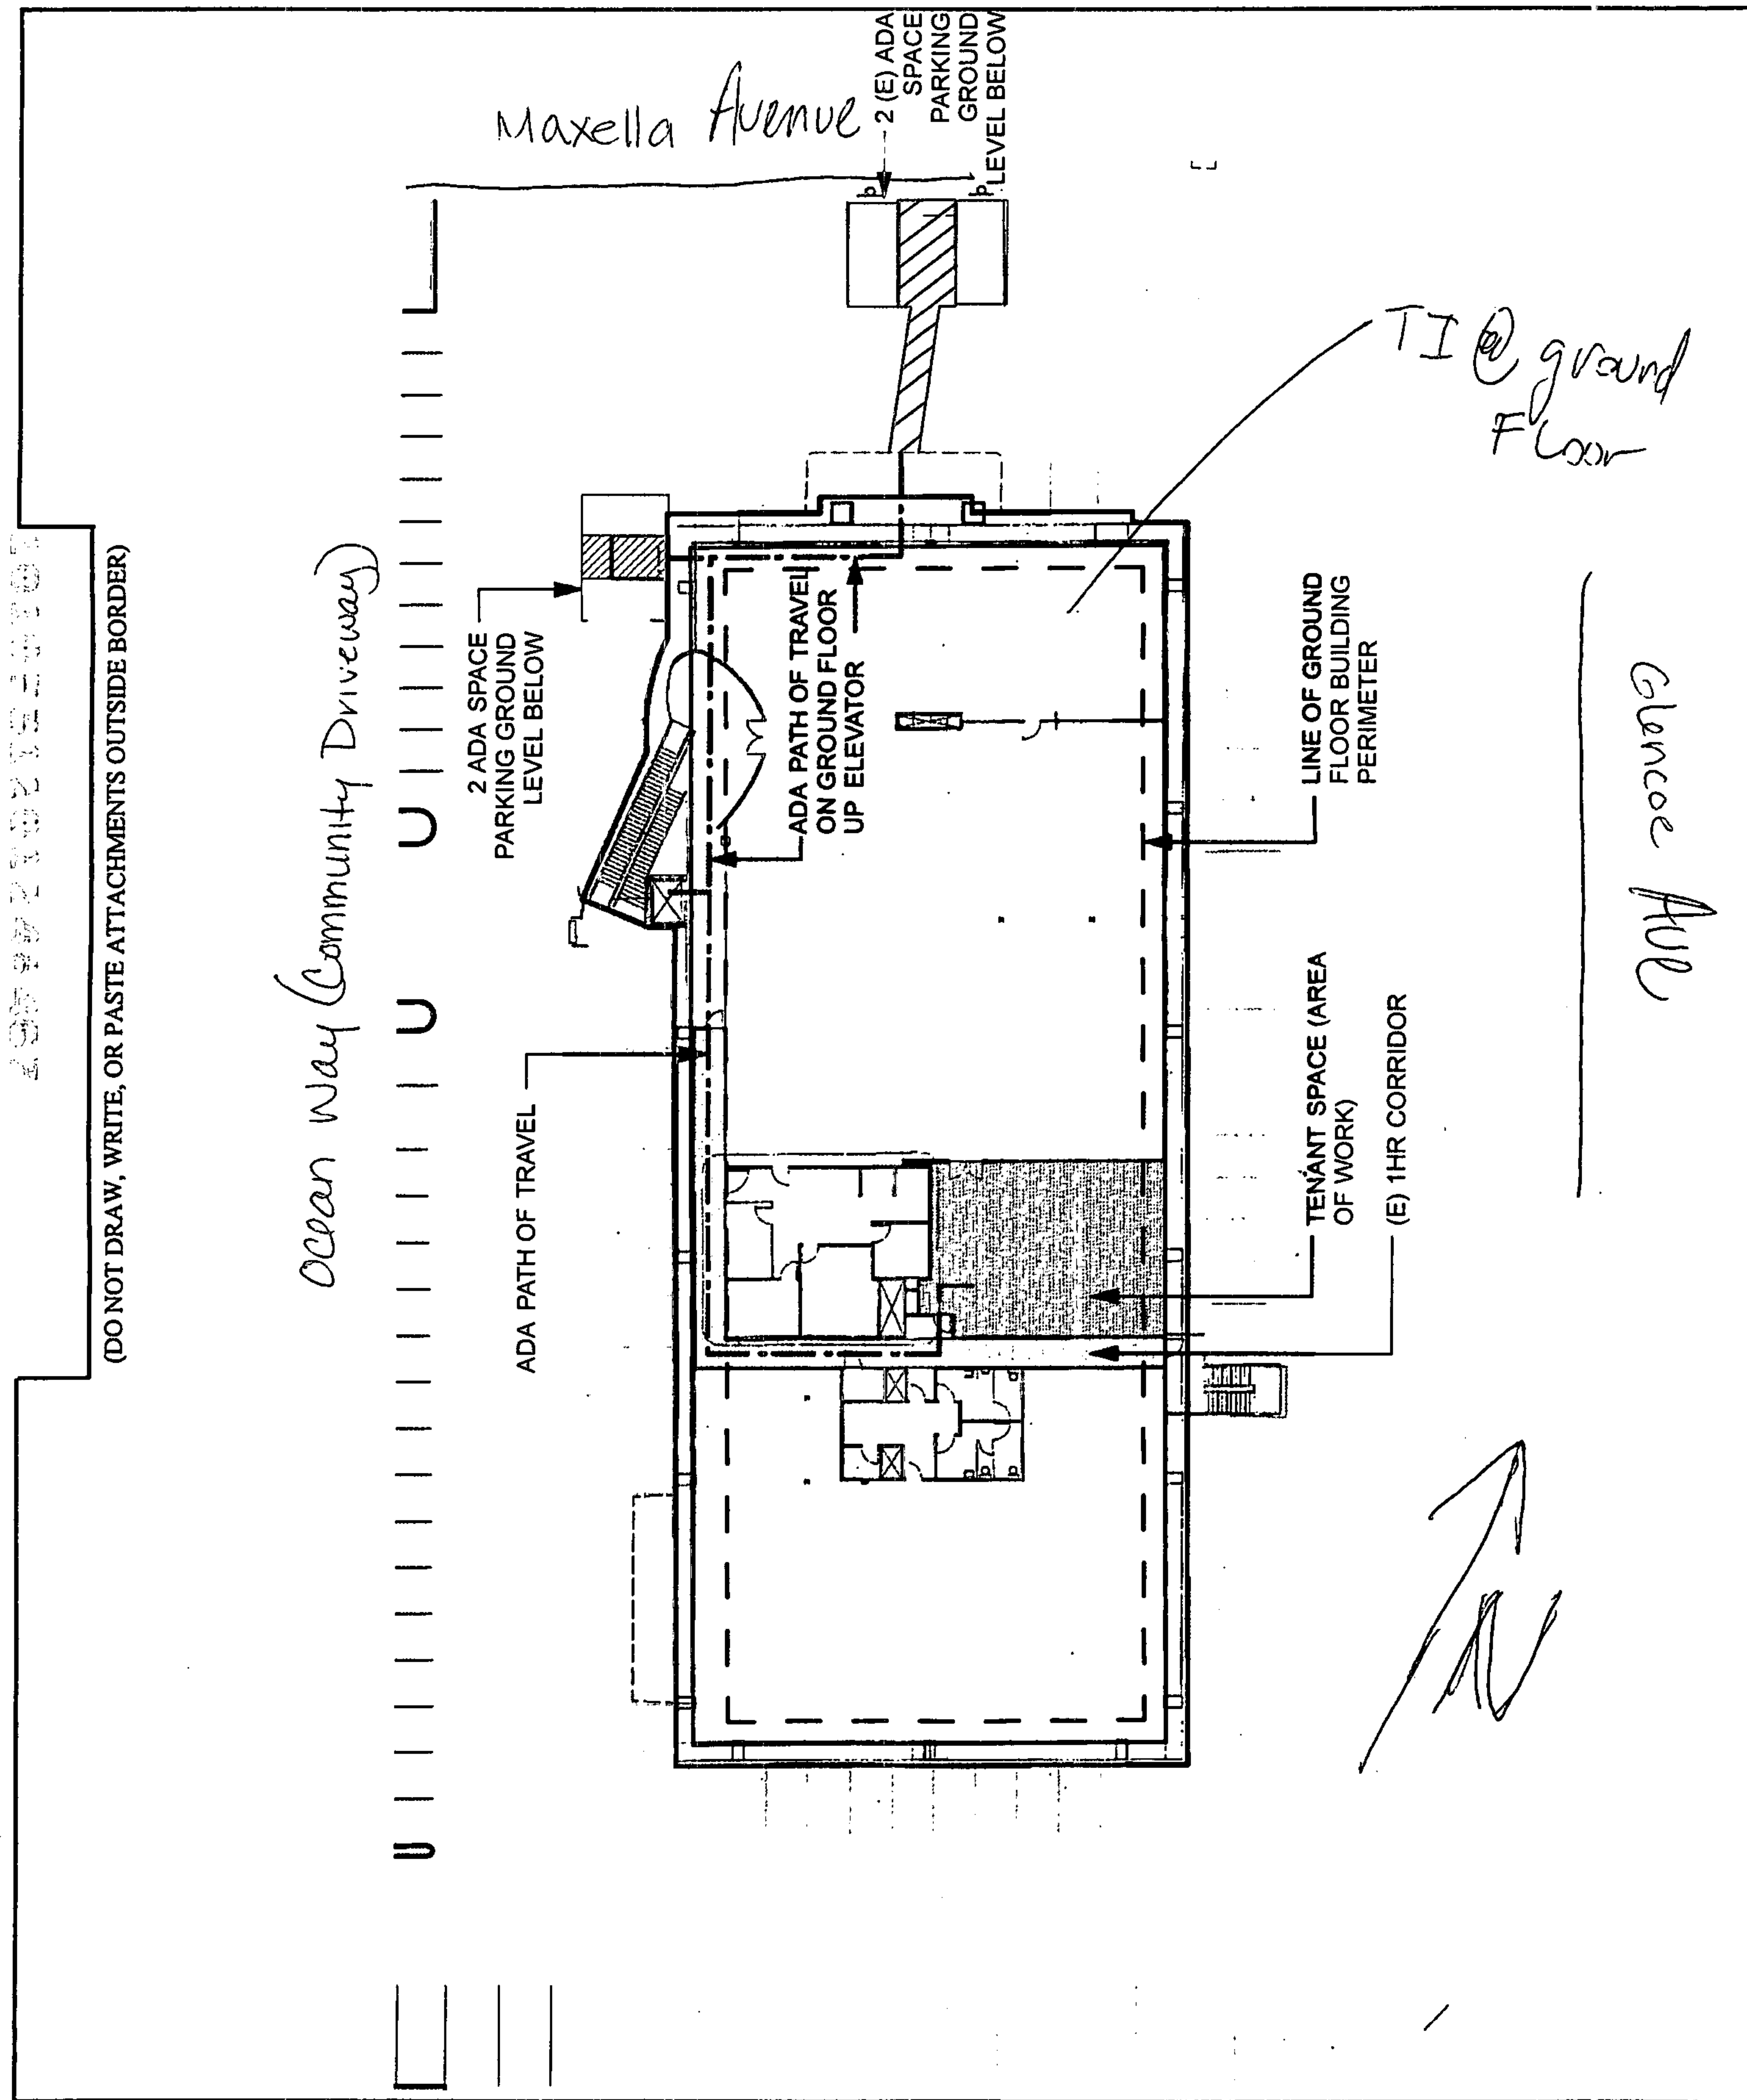 (DO NOT DRAW, WRITE, OR PASTE ATTACHMENTS OUTSIDE BORDER)
Ocean Way (Community Driveway)
Maxella Avenue
2 (E) ADA
SPACE
PARKING
GROUND
LEVEL BELOW
2 ADA SPACE
PARKING GROUND
LEVEL BELOW
ADA PATH OF TRAVEL
ADA PATH OF TRAVEL
ON GROUND FLOOR
UP ELEVATOR
TI @ ground
Floor
LINE OF GROUND
FLOOR BUILDING
PERIMETER
TENANT SPACE (AREA
OF WORK)
(E) 1HR CORRIDOR
Glencoe Ave
N